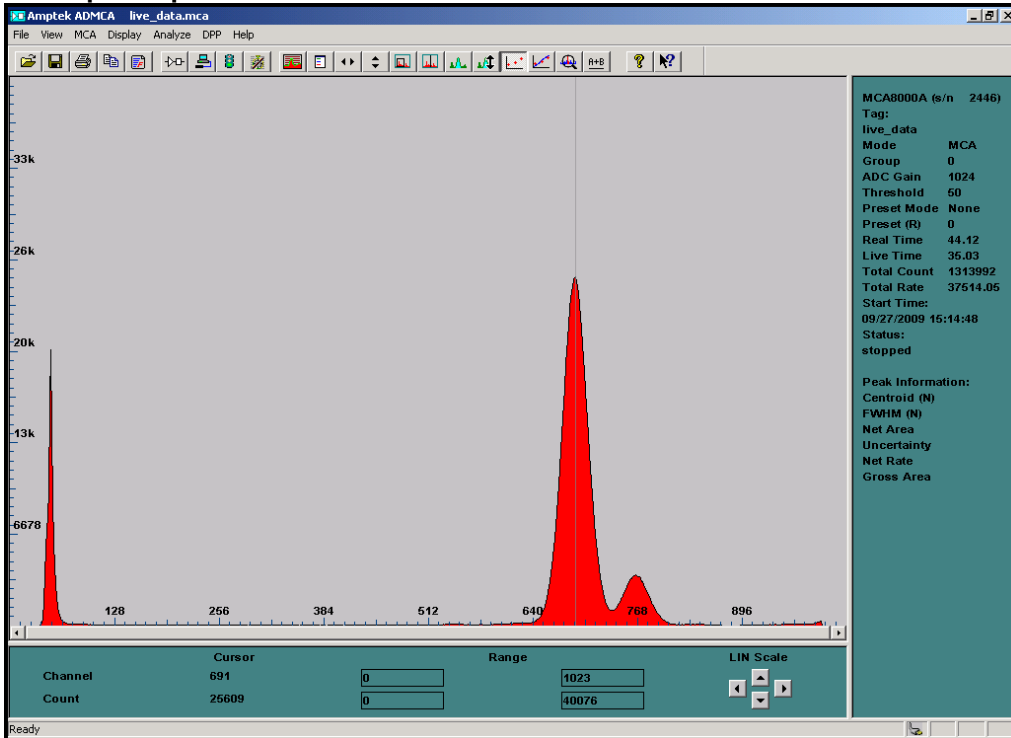 Amptek ADMCA live_data.mca
File View MCA Display Analyze DPP Help
A+B
33k
26k
20k
13k
6678
128 256 384 512 640 768 896
MCA8000A (s/n 2446)
Tag:
live_data
Mode MCA
Group 0
ADC Gain 1024
Threshold 50
Preset Mode None
Preset (R) 0
Real Time 44.12
Live Time 35.03
Total Count 1313992
Total Rate 37514.05
Start Time:
09/27/2009 15:14:48
Status:
stopped
Peak Information:
Centroid (N)
FWHM (N)
Net Area
Uncertainty
Net Rate
Gross Area
Cursor Range LIN Scale
Channel 691 0 1023
Count 25609 0 40076
Ready